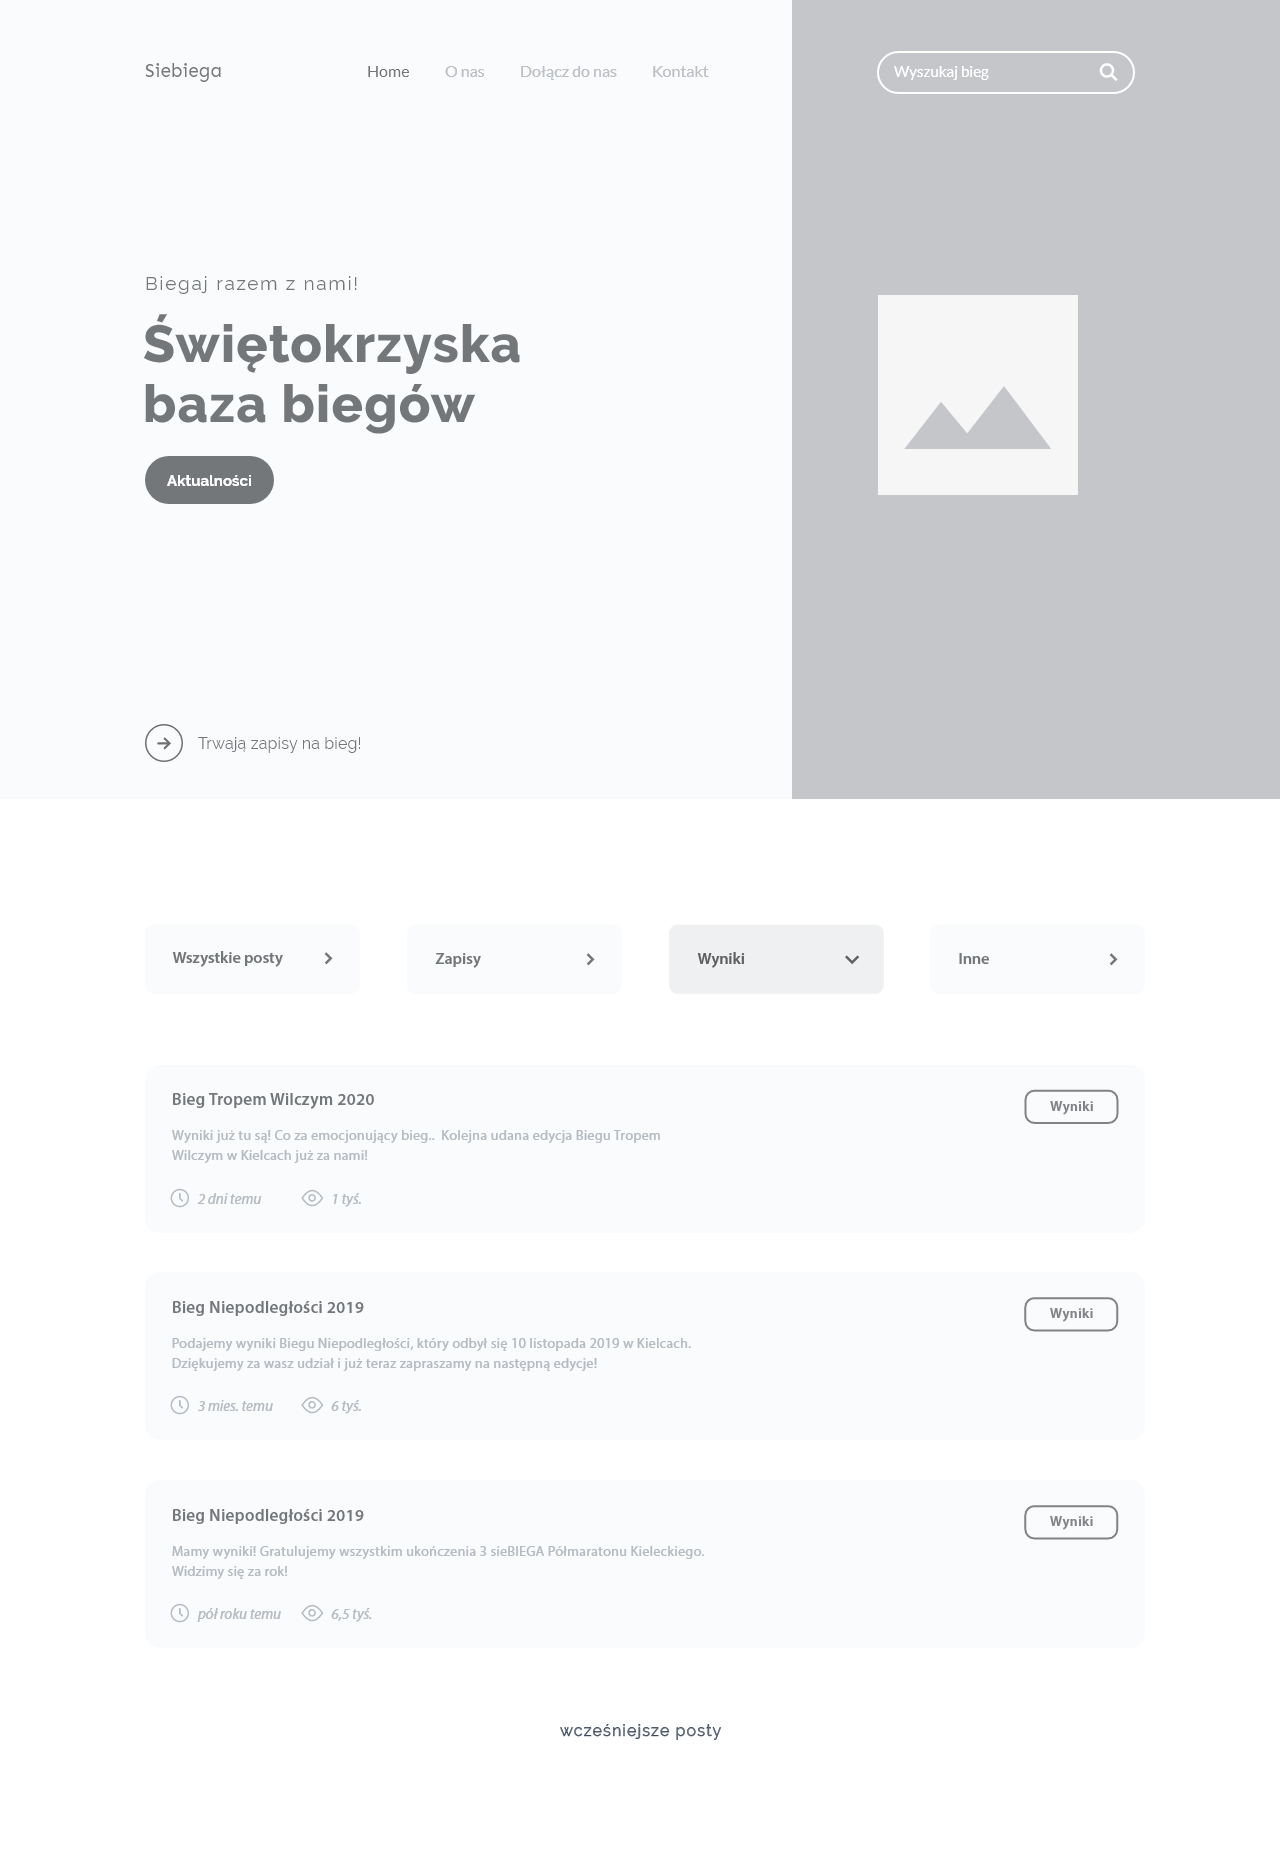 Siebiega
Home
O nas
Dołącz do nas
Kontakt
Wyszukaj bieg
Biegaj razem z nami!
Świętokrzyska
baza biegów
Aktualności
Trwają zapisy na bieg!
Wszystkie posty
Zapisy
Wyniki
Inne
Bieg Tropem Wilczym 2020
Wyniki
Wyniki już tu są! Co za emocjonujący bieg..  Kolejna udana edycja Biegu Tropem
Wilczym w Kielcach już za nami!
2 dni temu
1 tyś.
Bieg Niepodległości 2019
Wyniki
Podajemy wyniki Biegu Niepodległości, który odbył się 10 listopada 2019 w Kielcach.
Dziękujemy za wasz udział i już teraz zapraszamy na następną edycje!
3 mies. temu
6 tyś.
Bieg Niepodległości 2019
Wyniki
Mamy wyniki! Gratulujemy wszystkim ukończenia 3 sieBIEGA Półmaratonu Kieleckiego.
Widzimy się za rok!
pół roku temu
6,5 tyś.
wcześniejsze posty